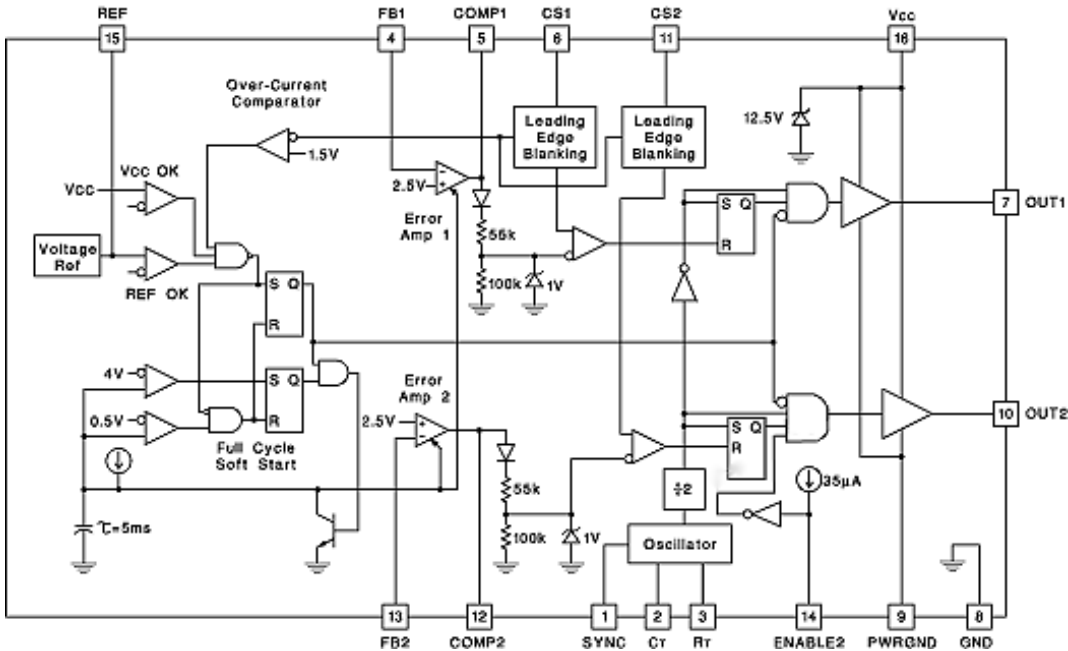 REF
FB1
COMP1
CS1
CS2
VCC
15
4
5
6
11
16
Over-Current
Comparator
Leading
Edge
Blanking
Leading
Edge
Blanking
12.5V
1.5V
VCC OK
VCC
2.5V
S Q
R
7
OUT1
Error
Amp 1
55k
Voltage
Ref
REF OK
100k
1V
S Q
R
4V
Error
Amp 2
S Q
R
0.5V
2.5V
10
OUT2
S Q
R
Full Cycle
Soft Start
35µA
÷2
55k
τ=5ms
100k
1V
Oscillator
13
12
1
2
3
14
9
8
FB2
COMP2
SYNC
CT
RT
ENABLE2
PWRGND
GND